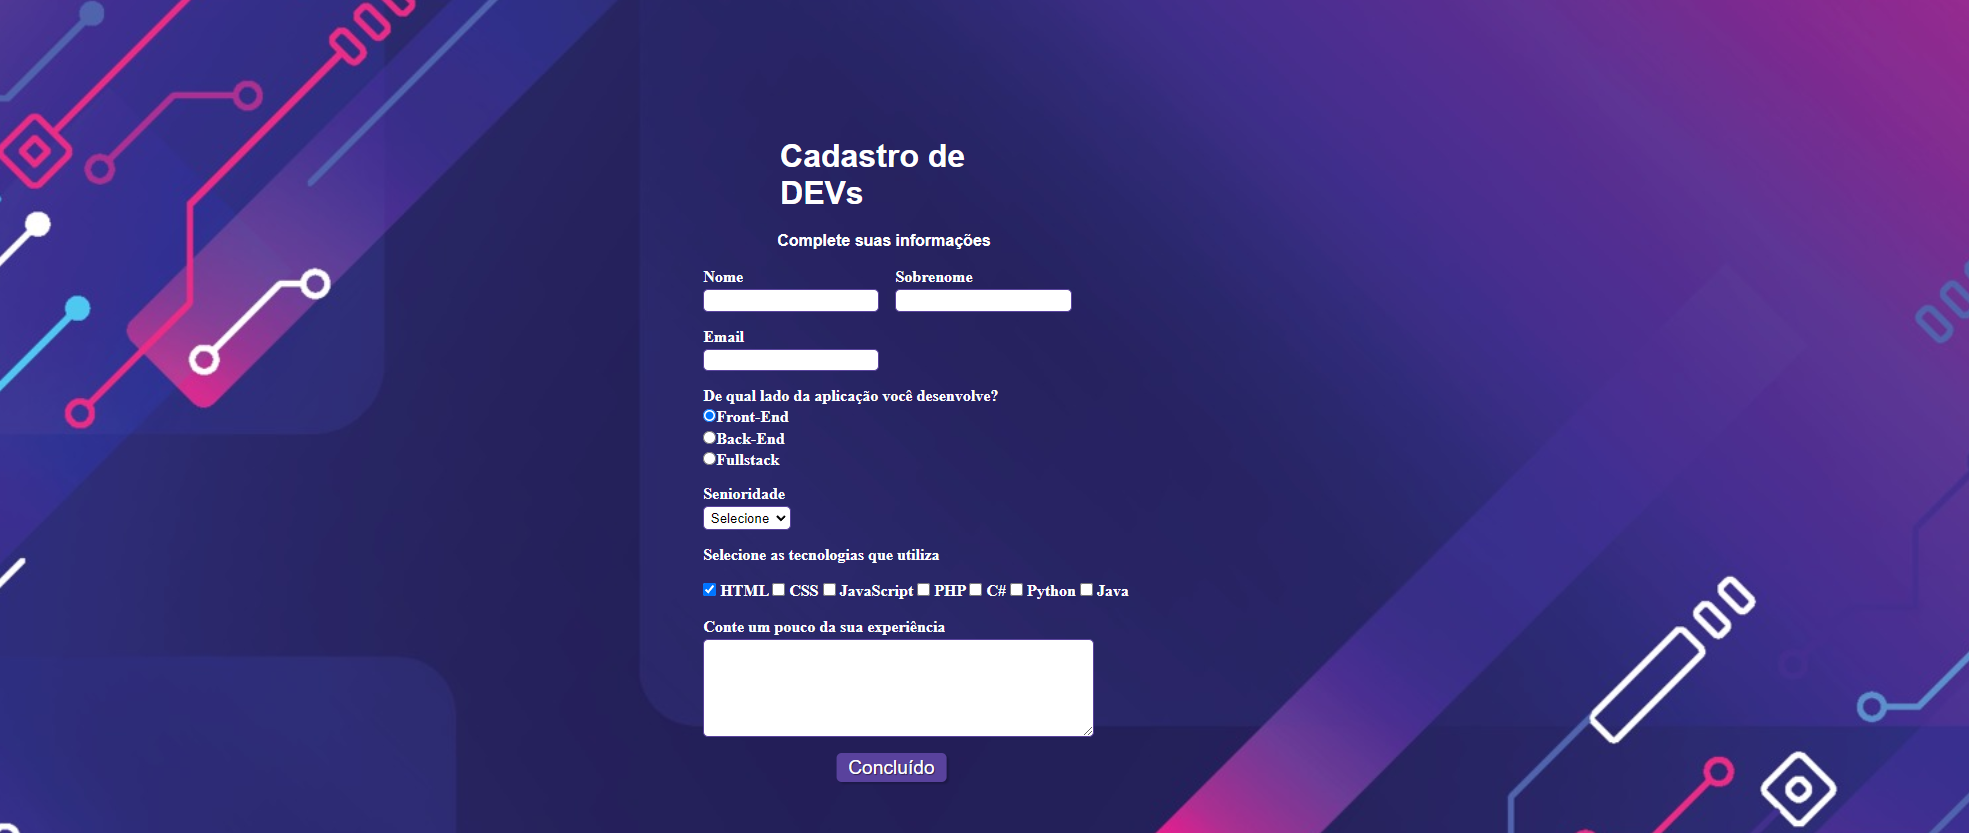 Cadastro de
DEVs
Complete suas informações
Nome Sobrenome
Email
De qual lado da aplicação você desenvolve?
Front-End
Back-End
Fullstack
Senioridade
Selecione
Selecione as tecnologias que utiliza
HTML CSS JavaScript PHP C# Python Java
Conte um pouco da sua experiência
Concluído